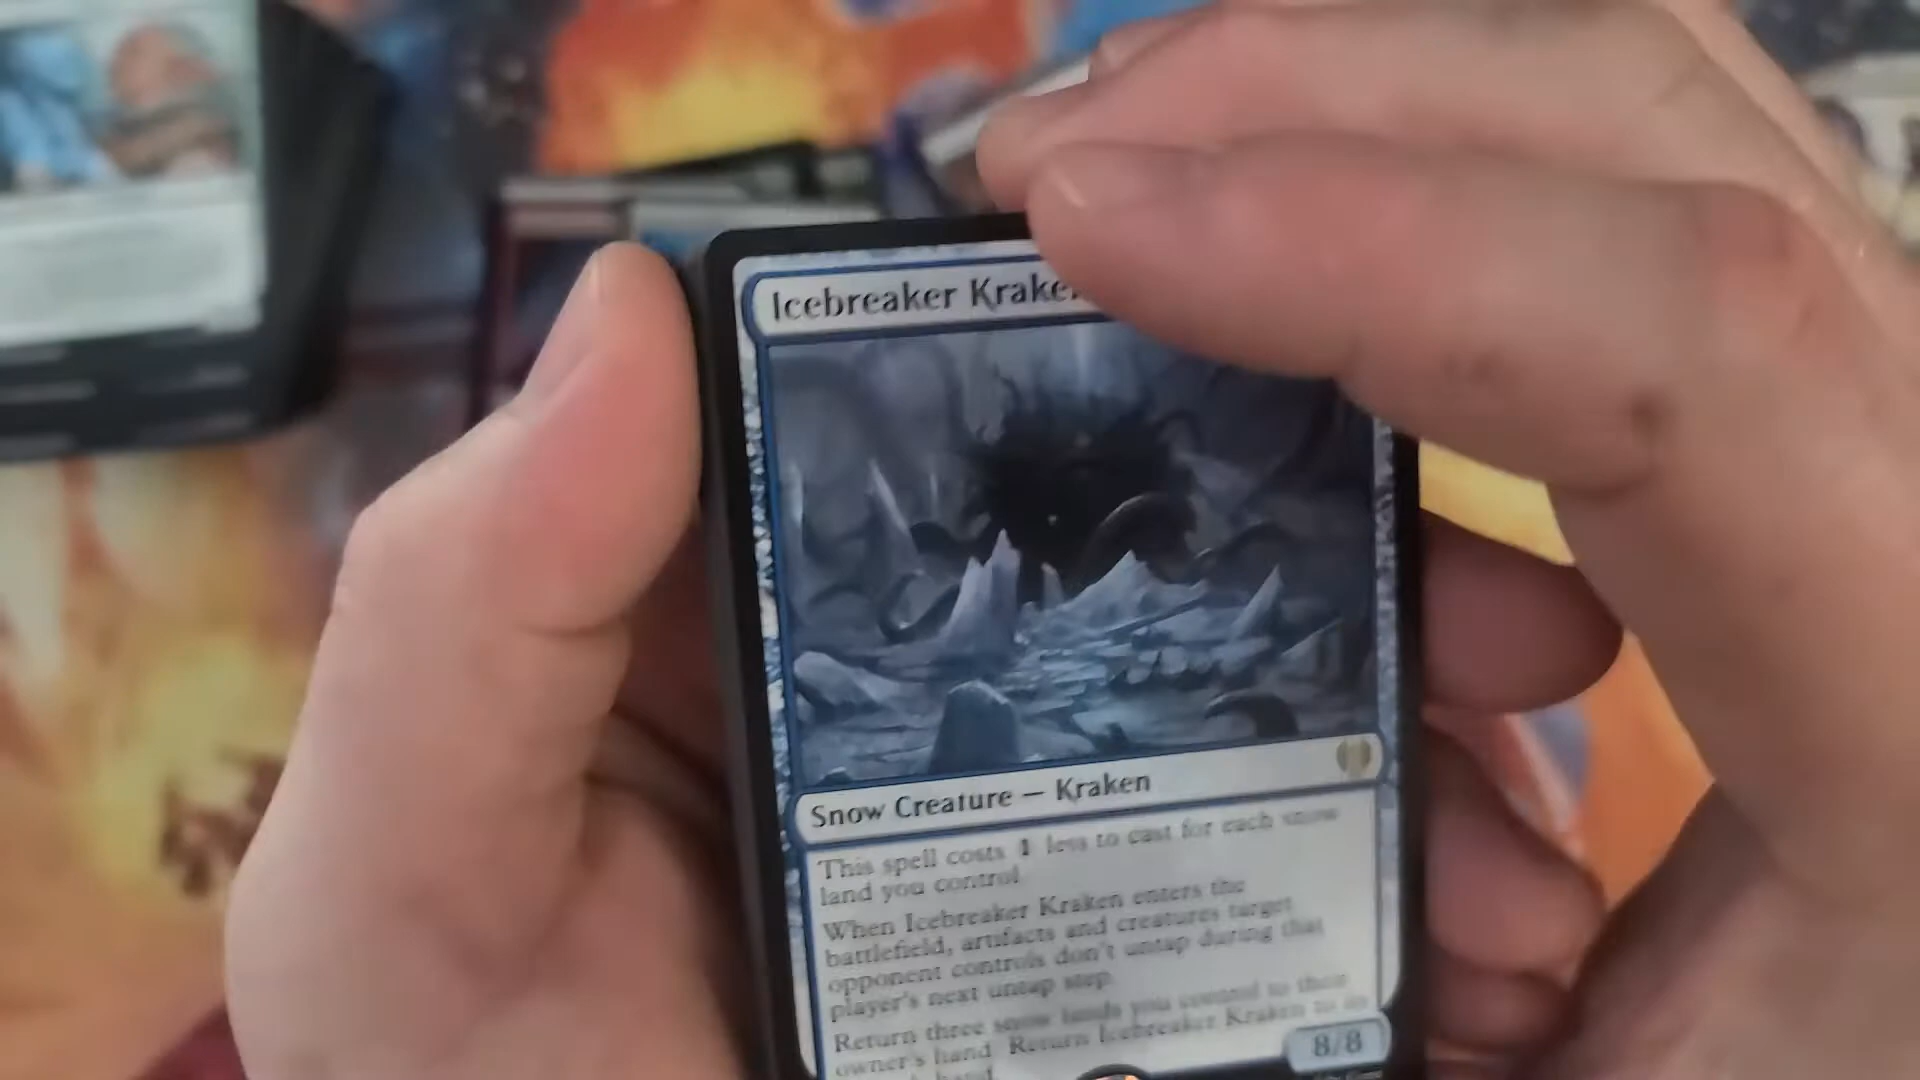 Icebreaker Krake
Snow Creature — Kraken
This spell costs 1 less to cast for each snow
land you control.
When Icebreaker Kraken enters the
battlefield, artifacts and creatures target
opponent controls don't untap during that
player's next untap step.
Return three snow lands you control to their
owner's hand: Return Icebreaker Kraken to its
owner's hand.
8/8